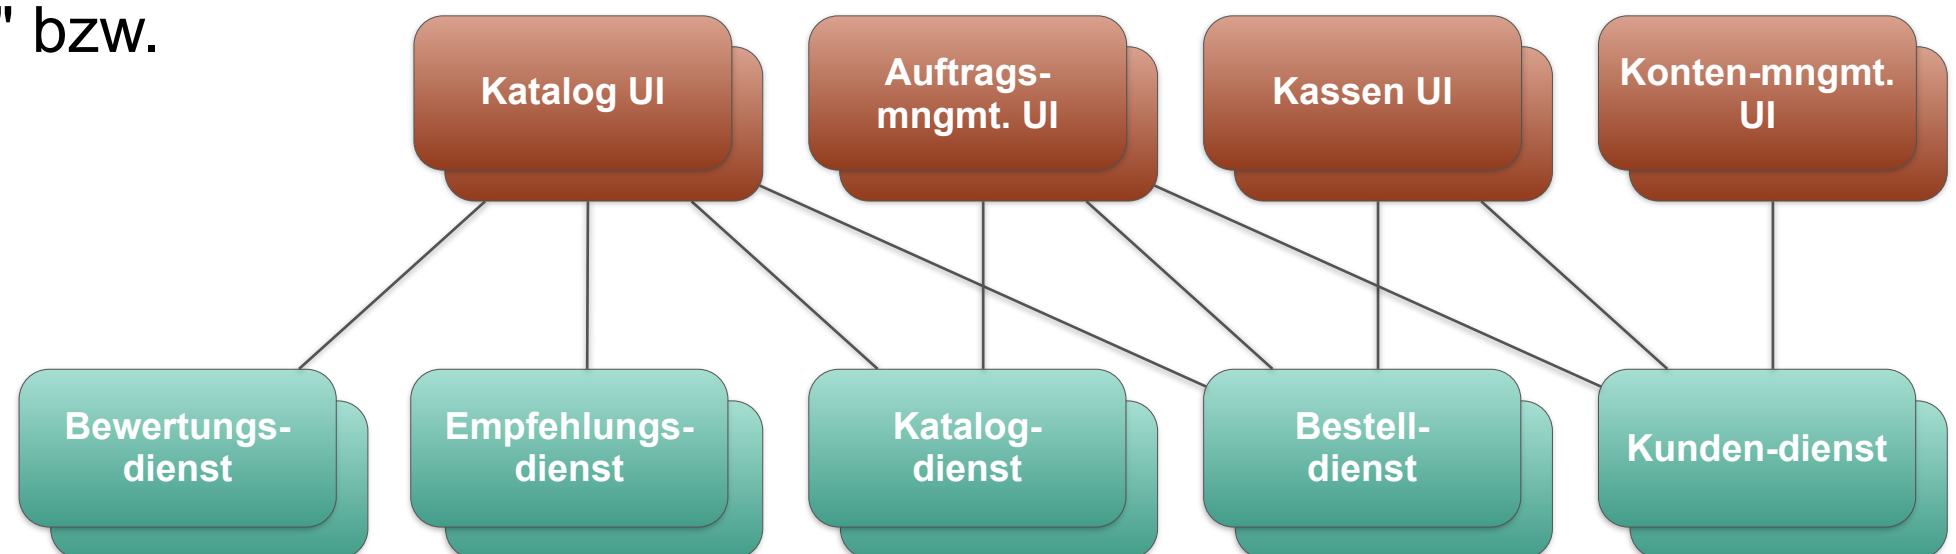 " bzw.
Katalog UI
Auftrags-
mngmt. UI
Kassen UI
Konten-mngmt.
UI
Bewertungs-
dienst
Empfehlungs-
dienst
Katalog-
dienst
Bestell-
dienst
Kunden-dienst